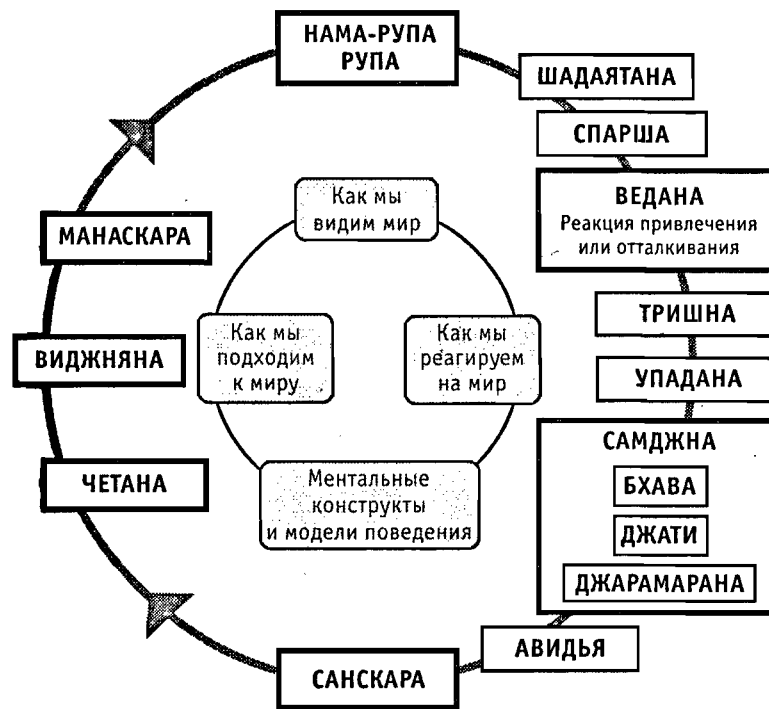 НАМА-РУПА
РУПА
ШАДАЯТАНА
СПАРША
ВЕДАНА
Реакция привлечения
или отталкивания
ТРИШНА
УПАДАНА
САМДЖНА
БХАВА
ДЖАТИ
ДЖАРАМАРАНА
АВИДЬЯ
САНСКАРА
ЧЕТАНА
ВИДЖНЯНА
МАНАСКАРА
Как мы
видим мир
Как мы
реагируем
на мир
Ментальные
конструкты
и модели поведения
Как мы
подходим
к миру